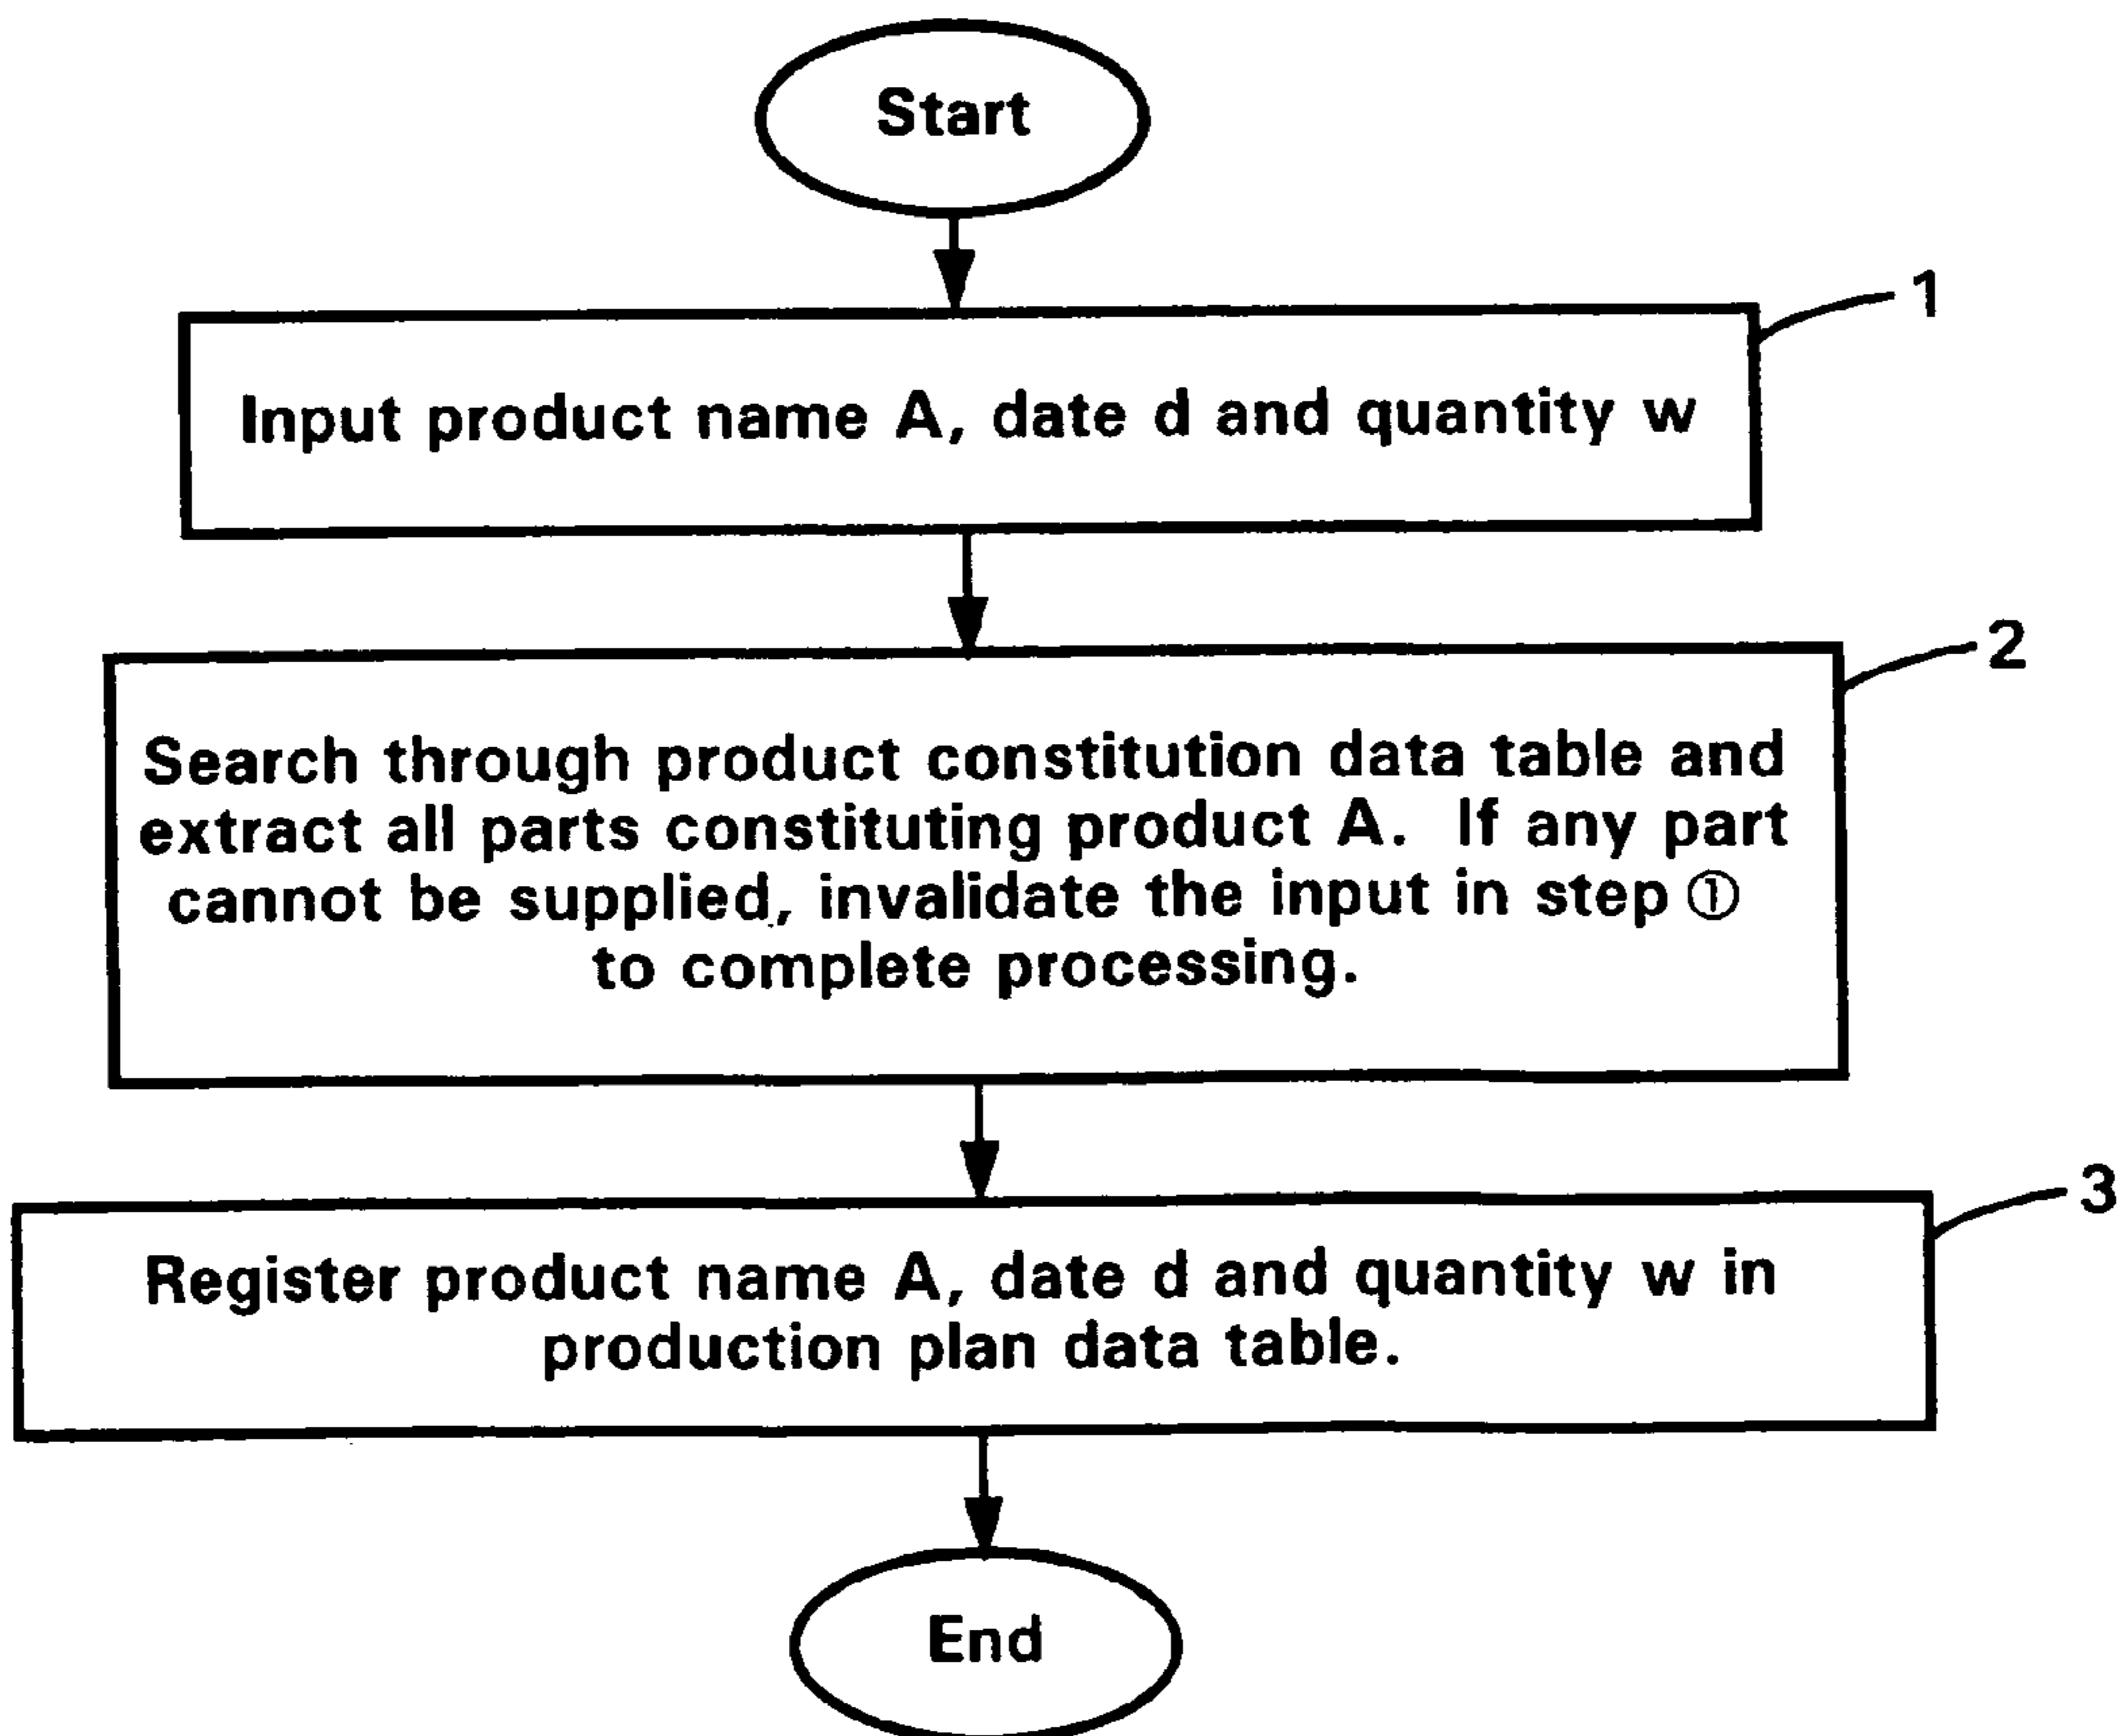 Start
1
Input product name A, date d and quantity w
2
Search through product constitution data table and
extract all parts constituting product A. If any part
cannot be supplied, invalidate the input in step ①
to complete processing.
3
Register product name A, date d and quantity w in
production plan data table.
End